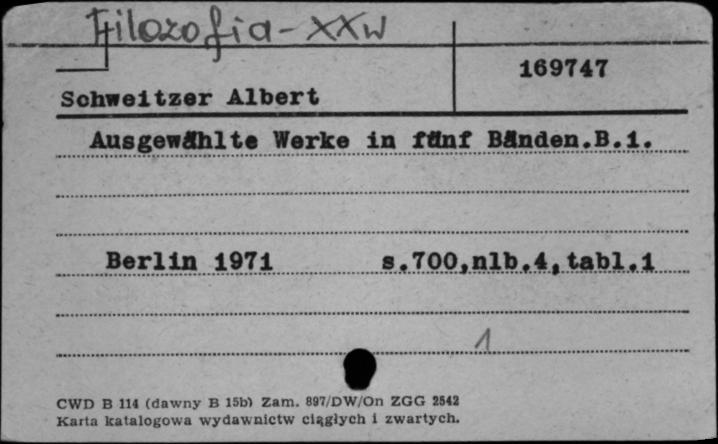 Filozofia-XXw
169747
Schweitzer Albert
Ausgewählte Werke in fünf Bänden.B.1.
Berlin 1971 s.700,nlb.4,tabl.1
1
CWD B 114 (dawny B 15b) Zam. 897/DW/On ZGG 2542
Karta katalogowa wydawnictw ciągłych i zwartych.